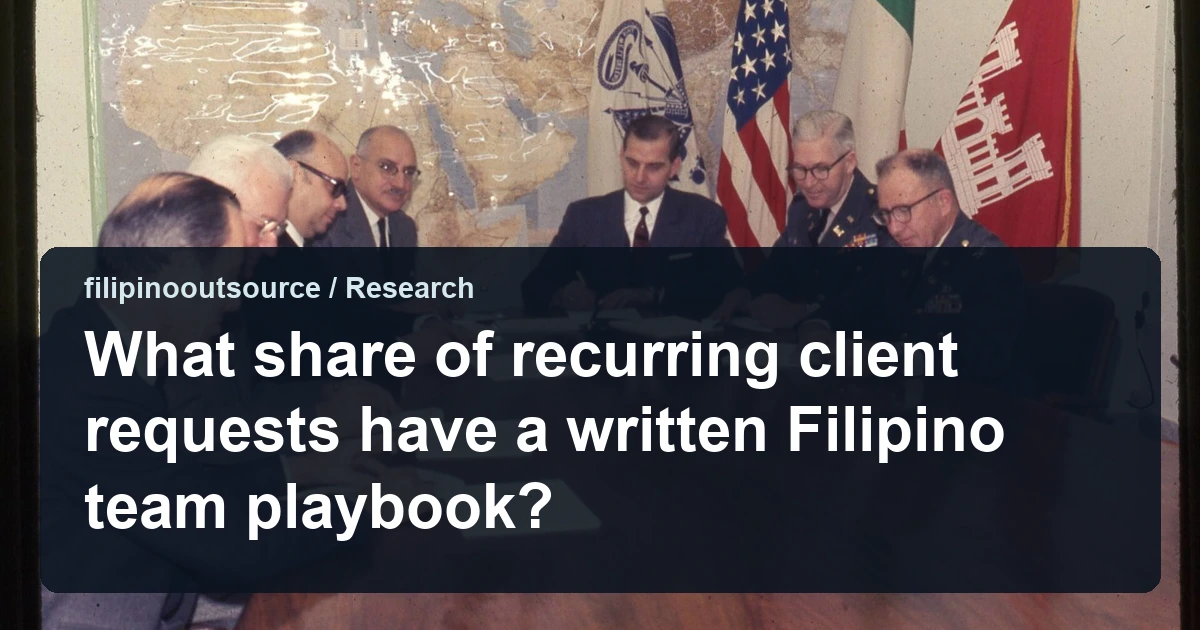 filipinooutsource / Research
What share of recurring client
requests have a written Filipino
team playbook?